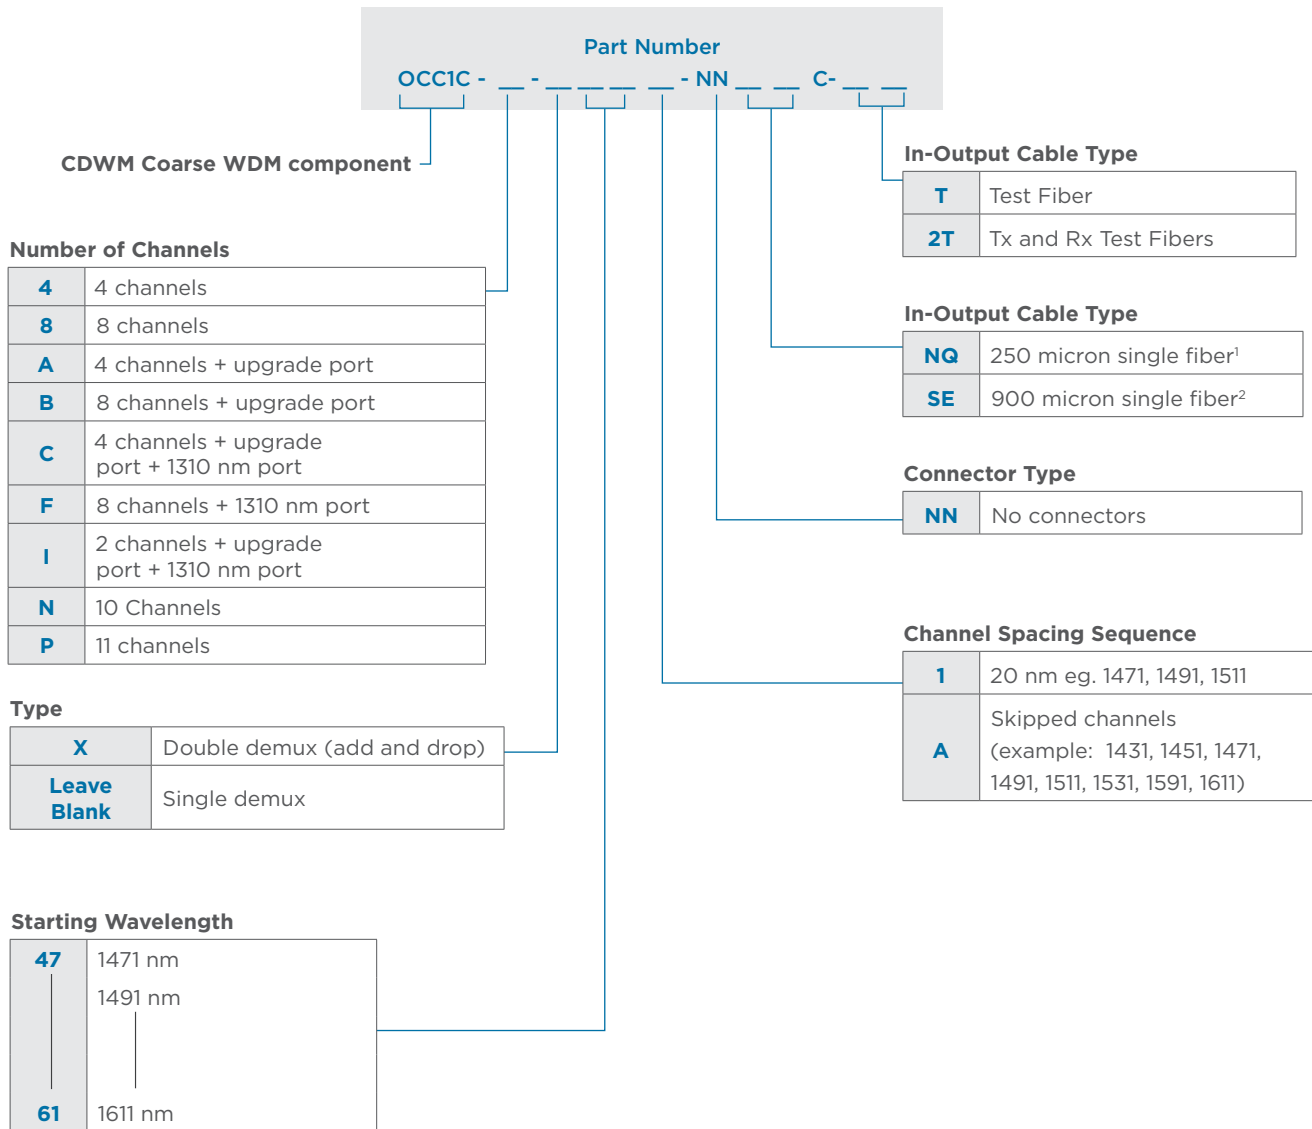 Part Number
OCC1C - __ - __ __ __ __ - NN __ __ C- __ __
CDWM Coarse WDM component
Number of Channels
4 4 channels
8 8 channels
A 4 channels + upgrade port
B 8 channels + upgrade port
C 4 channels + upgrade
port + 1310 nm port
F 8 channels + 1310 nm port
I 2 channels + upgrade
port + 1310 nm port
N 10 Channels
P 11 channels
Type
X Double demux (add and drop)
Leave
Blank
Single demux
Starting Wavelength
47 1471 nm
1491 nm
61 1611 nm
In-Output Cable Type
T Test Fiber
2T Tx and Rx Test Fibers
In-Output Cable Type
NQ 250 micron single fiber¹
SE 900 micron single fiber²
Connector Type
NN No connectors
Channel Spacing Sequence
1 20 nm eg. 1471, 1491, 1511
A
Skipped channels
(example: 1431, 1451, 1471,
1491, 1511, 1531, 1591, 1611)